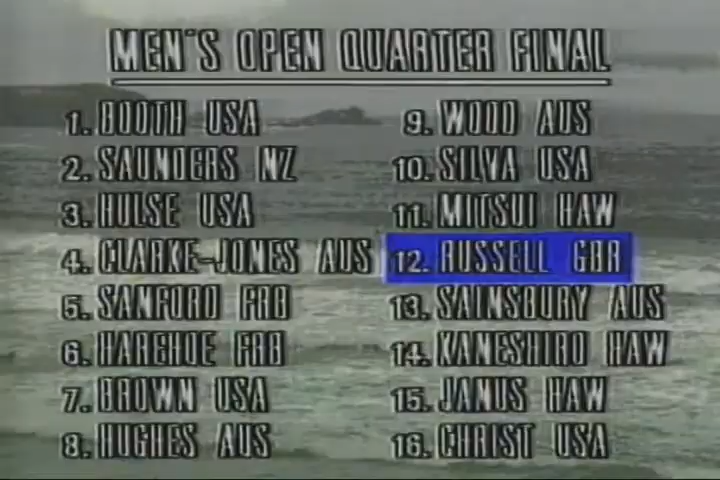 MEN'S OPEN QUARTER FINAL
1. BOOTH USA
2. SAUNDERS NZ
3. HULSE USA
4. CLARKE-JONES AUS
5. SANFORD FRB
6. HAREHOE FRB
7. BROWN USA
8. HUGHES AUS
9. WOOD AUS
10. SILVA USA
11. MITSUI HAW
12. RUSSELL GBR
13. SAINSBURY AUS
14. KANESHIRO HAW
15. JANUS HAW
16. CHRIST USA